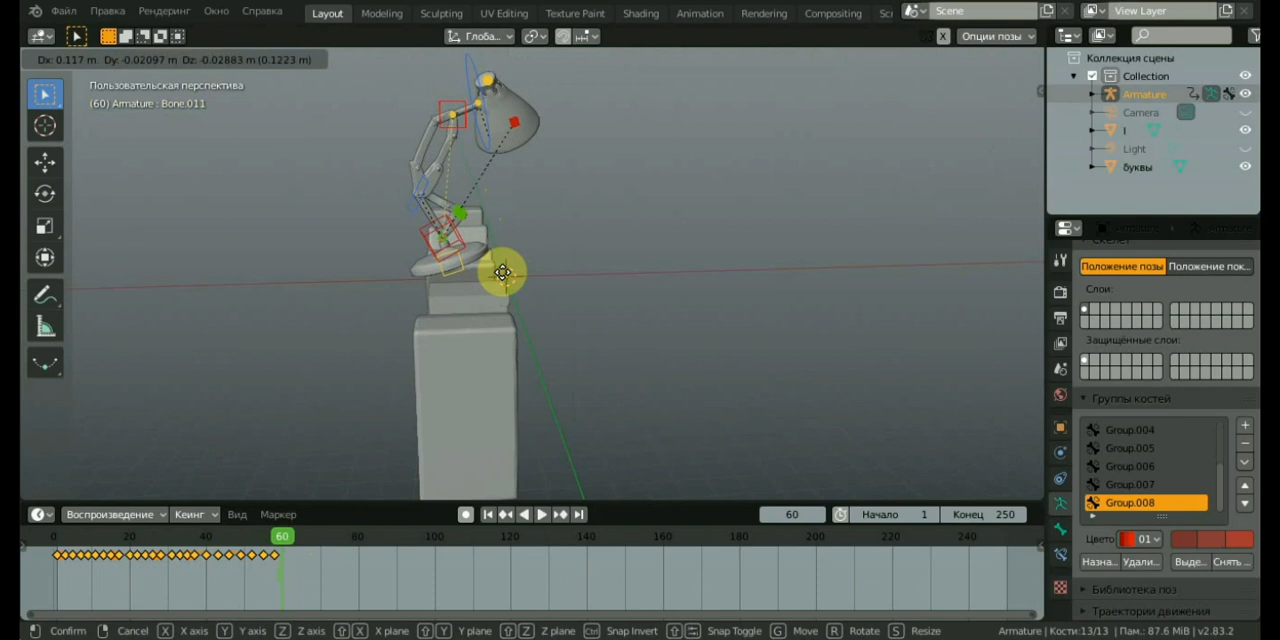 Файл Правка Рендеринг Окно Справка Layout Modeling Sculpting UV Editing Texture Paint Shading Animation Rendering Compositing Scene View Layer
Глоба... X Опции позы
Dx: 0.117 m Dy: -0.02097 m Dz: -0.02883 m (0.1223 m)
Пользовательская перспектива
(60) Armature : Bone.011
Коллекция сцены
Collection
Armature
Camera
I
Light
буквы
Положение позы Положение пок...
Слои:
Защищённые слои:
Группы костей
Group.004
Group.005
Group.006
Group.007
Group.008
Цвето 01
Назна... Удали... Выде... Снять ...
Библиотека поз
Траектории движения
Воспроизведение Кеинг Вид Маркер 60 Начало 1 Конец 250
0 20 40 60 80 100 120 140 160 180 200 220 240
Confirm Cancel X X axis Y Y axis Z Z axis X X plane Y Y plane Z Z plane Ctrl Snap Invert Snap Toggle G Move R Rotate S Resize Armature | Кости:13/13 | Пам.: 87.6 MiB | v2.83.2